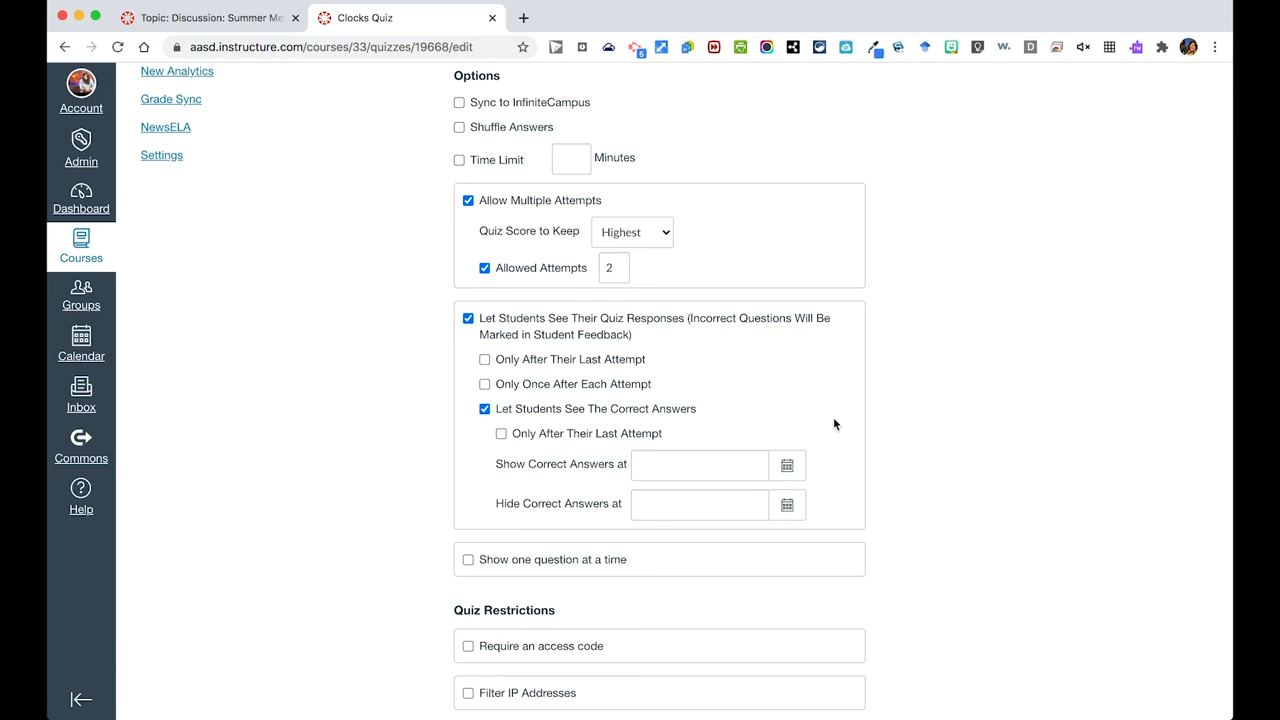 Topic: Discussion: Summer Me
Clocks Quiz
aasd.instructure.com/courses/33/quizzes/19668/edit
Account
Admin
Dashboard
Courses
Groups
Calendar
Inbox
Commons
Help
New Analytics
Grade Sync
NewsELA
Settings
Options
Sync to InfiniteCampus
Shuffle Answers
Time Limit Minutes
Allow Multiple Attempts
Quiz Score to Keep Highest
Allowed Attempts 2
Let Students See Their Quiz Responses (Incorrect Questions Will Be
Marked in Student Feedback)
Only After Their Last Attempt
Only Once After Each Attempt
Let Students See The Correct Answers
Only After Their Last Attempt
Show Correct Answers at
Hide Correct Answers at
Show one question at a time
Quiz Restrictions
Require an access code
Filter IP Addresses